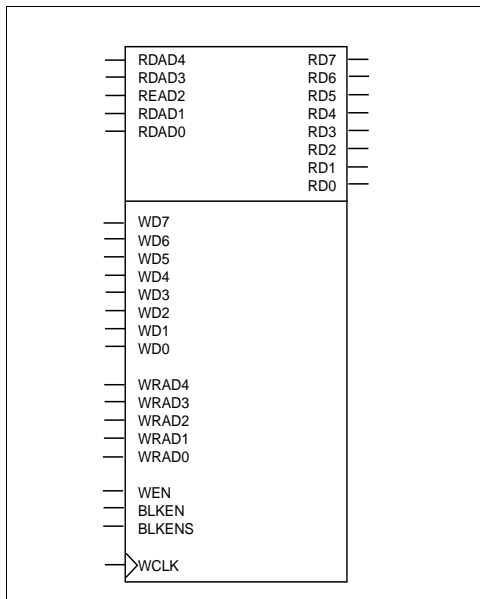 RDAD4 RD7
RDAD3 RD6
READ2 RD5
RDAD1 RD4
RDAD0 RD3
RD2
RD1
RD0
WD7
WD6
WD5
WD4
WD3
WD2
WD1
WD0
WRAD4
WRAD3
WRAD2
WRAD1
WRAD0
WEN
BLKEN
BLKENS
WCLK